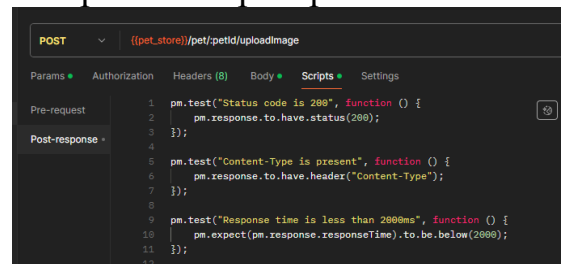 POST {{pet_store}}/pet/:petId/uploadImage
Params Authorization Headers (8) Body Scripts Settings
Pre-request
Post-response
1 pm.test("Status code is 200", function () {
2 pm.response.to.have.status(200);
3 });
4
5 pm.test("Content-Type is present", function () {
6 pm.response.to.have.header("Content-Type");
7 });
8
9 pm.test("Response time is less than 2000ms", function () {
10 pm.expect(pm.response.responseTime).to.be.below(2000);
11 });